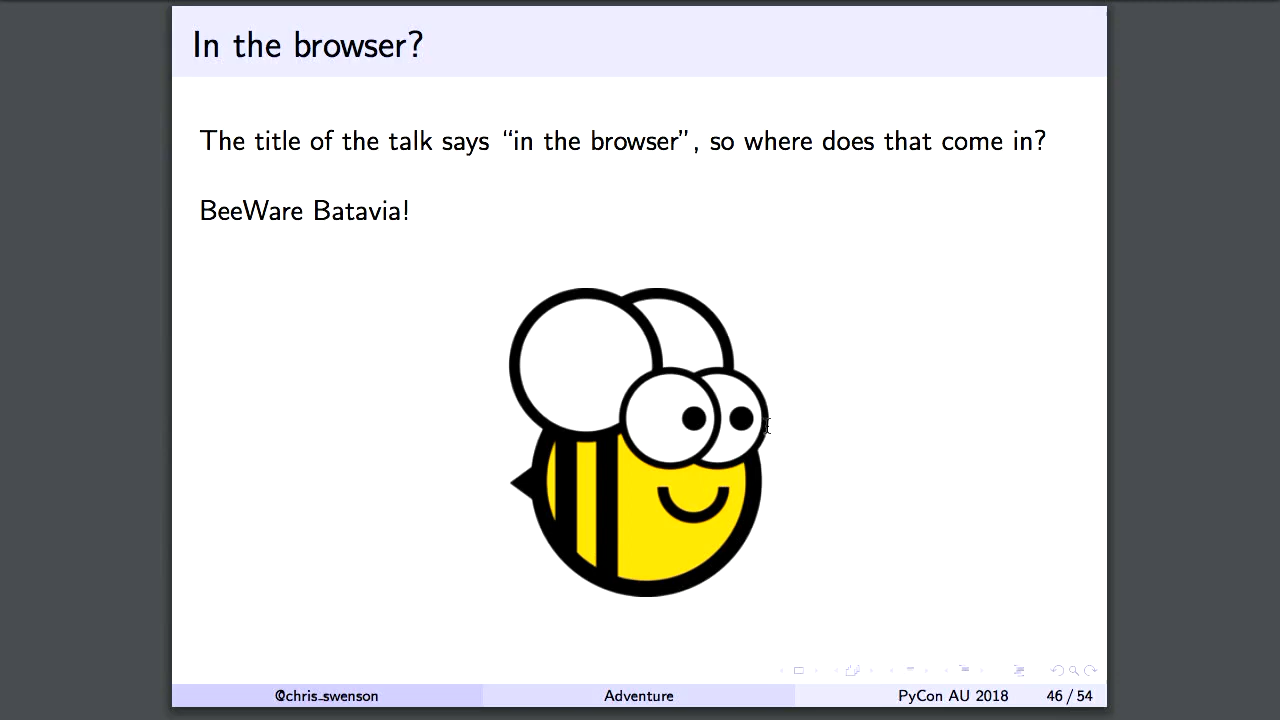 In the browser?
The title of the talk says “in the browser”, so where does that come in?
BeeWare Batavia!
@chris_swenson Adventure PyCon AU 2018 46 / 54